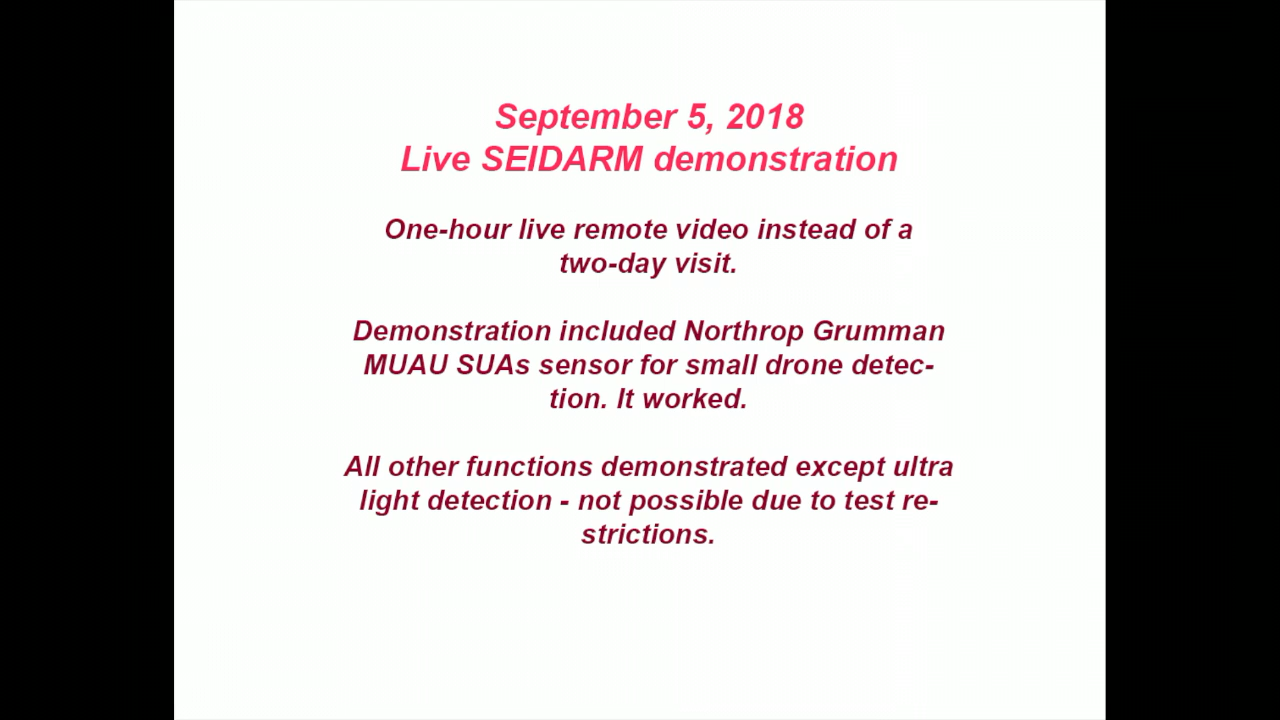 September 5, 2018
Live SEIDARM demonstration
One-hour live remote video instead of a
two-day visit.
Demonstration included Northrop Grumman
MUAU SUAs sensor for small drone detec-
tion. It worked.
All other functions demonstrated except ultra
light detection - not possible due to test re-
strictions.